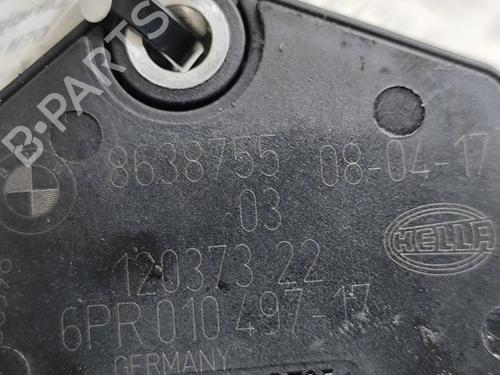 B-PARTS
8638755 08-04-17
03
HELLA
120373 22
6PR 010 497-17
GERMANY